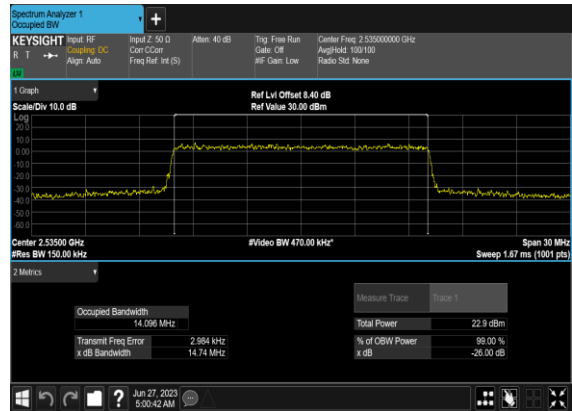 Spectrum Analyzer 1
Occupied BW
+
KEYSIGHT Input: RF Input Z: 50 Ω Atten: 40 dB Trig: Free Run Center Freq: 2.535000000 GHz
R T Coupling: DC Corr CCorr Gate: Off Avg|Hold: 100/100
Align: Auto Freq Ref: Int (S) #IF Gain: Low Radio Std: None
1 Graph
Ref Lvl Offset 8.40 dB
Scale/Div 10.0 dB Ref Value 30.00 dBm
Log
20.0
10.0
0.00
-10.0
-20.0
-30.0
-40.0
-50.0
-60.0
Center 2.53500 GHz #Video BW 470.00 kHz* Span 30 MHz
#Res BW 150.00 kHz Sweep 1.67 ms (1001 pts)
2 Metrics
Measure Trace Trace 1
Occupied Bandwidth
14.096 MHz Total Power 22.9 dBm
Transmit Freq Error 2.984 kHz % of OBW Power 99.00 %
x dB Bandwidth 14.74 MHz x dB -26.00 dB
? Jun 27, 2023
5:00:42 AM